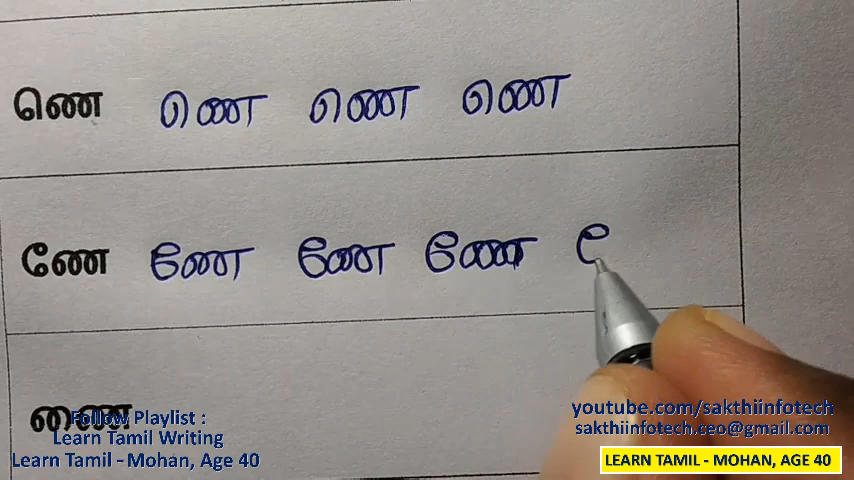 ணெ ணெ ணெ ணெ
ணே ணே ணே ணே
ணை
Follow Playlist :
Learn Tamil Writing
Learn Tamil - Mohan, Age 40
youtube.com/sakthiinfotech
sakthiinfotech.ceo@gmail.com
LEARN TAMIL - MOHAN, AGE 40